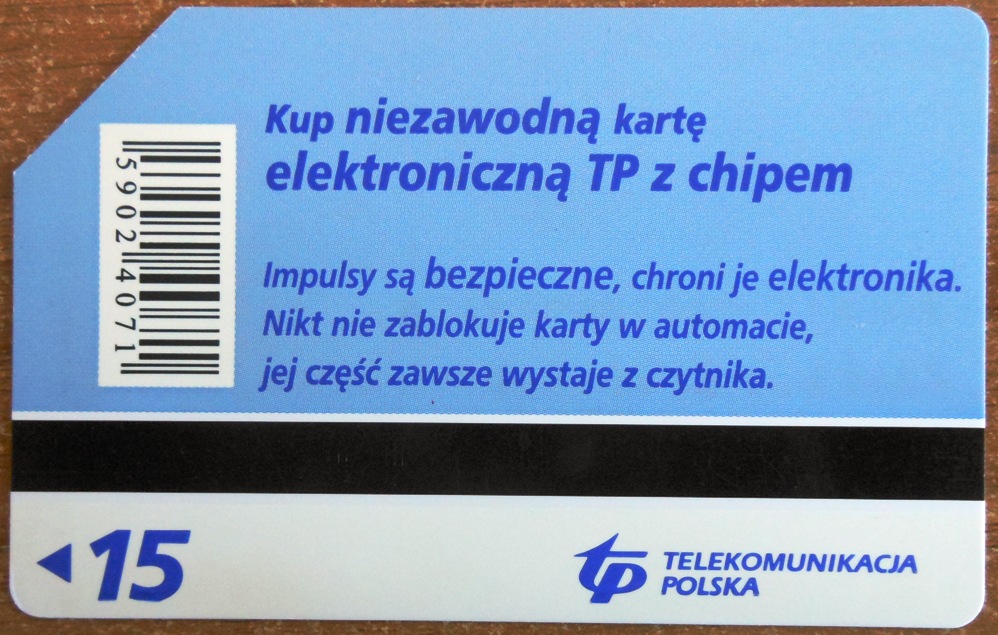 Kup niezawodną kartę
elektroniczną TP z chipem
Impulsy są bezpieczne, chroni je elektronika.
Nikt nie zablokuje karty w automacie,
jej część zawsze wystaje z czytnika.
59024071
15
tp TELEKOMUNIKACJA
POLSKA